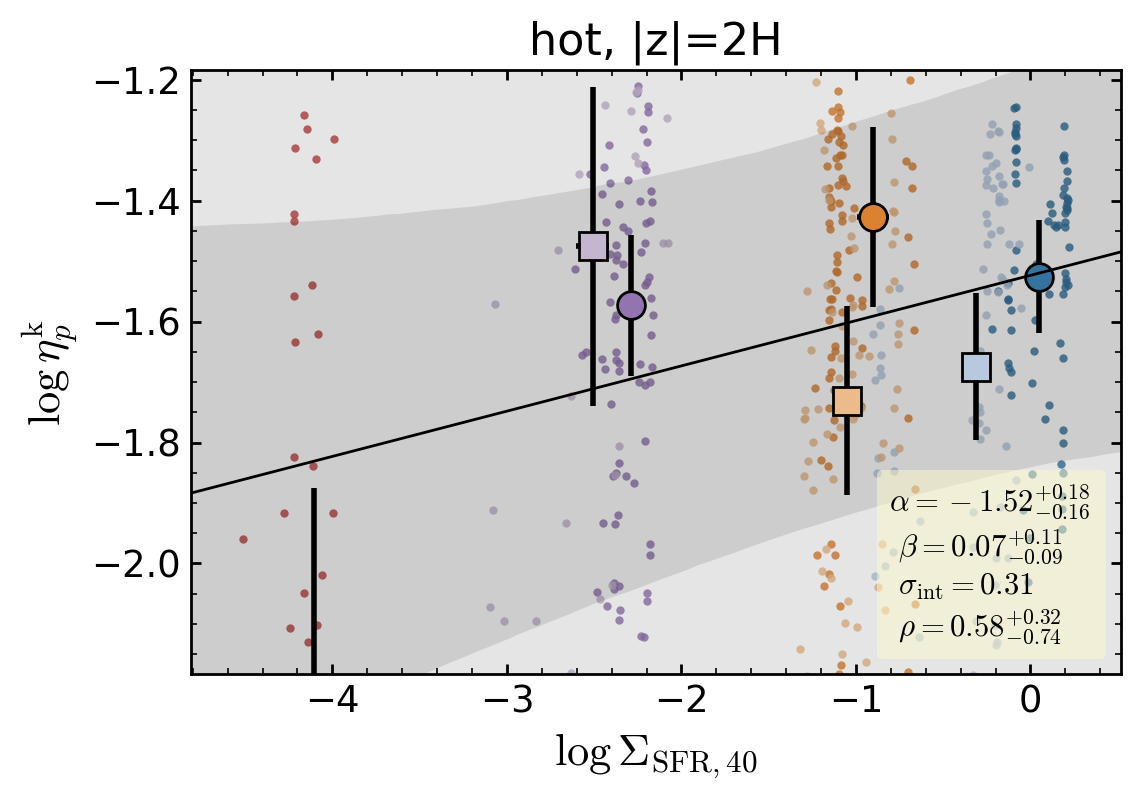 hot, |z|=2H
log η_p^k
−1.2
−1.4
−1.6
−1.8
−2.0
α = −1.52^{+0.18}_{−0.16}
β = 0.07^{+0.11}_{−0.09}
σ_int = 0.31
ρ = 0.58^{+0.32}_{−0.74}
−4 −3 −2 −1 0
log Σ_{SFR, 40}